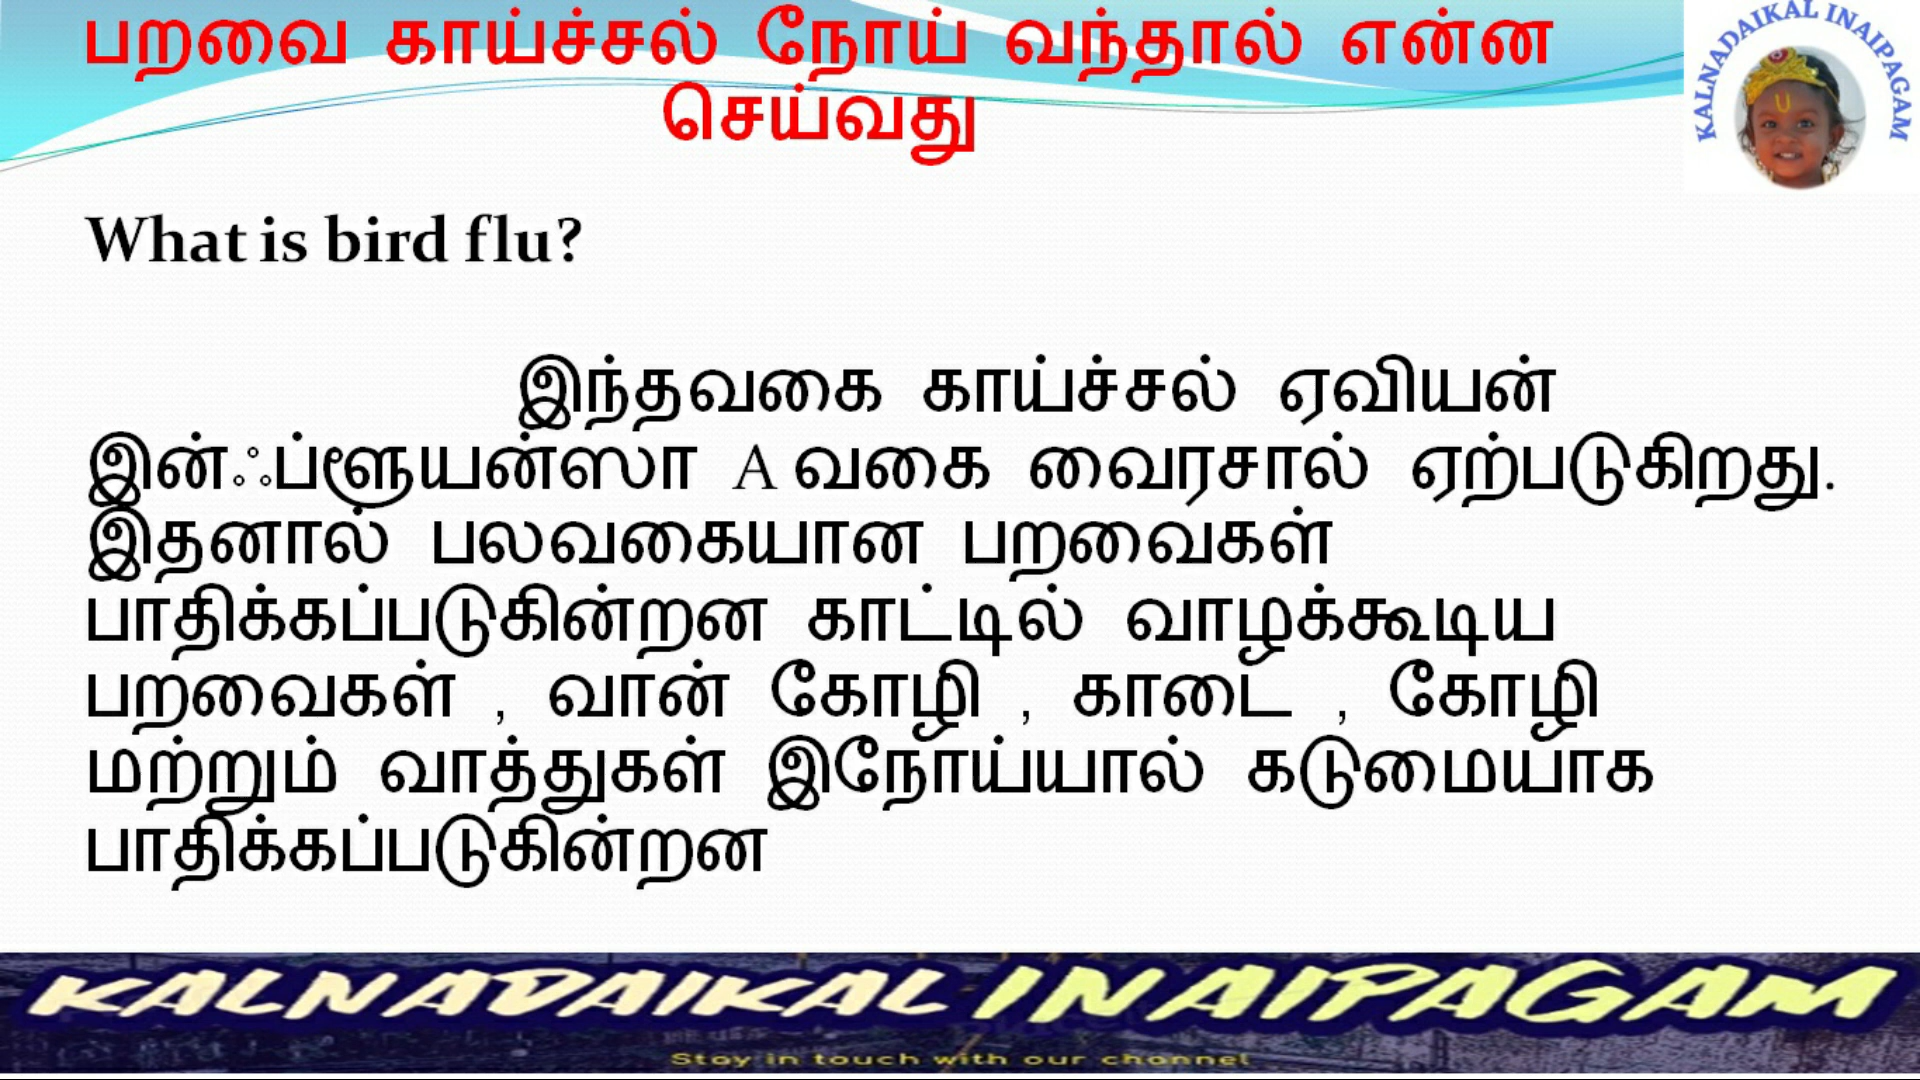 பறவை காய்ச்சல் நோய் வந்தால் என்ன
செய்வது
KALNADAIKAL INAIPAGAM
What is bird flu?
இந்தவகை காய்ச்சல் ஏவியன்
இன்ஃப்ளூயன்ஸா A வகை வைரசால் ஏற்படுகிறது.
இதனால் பலவகையான பறவைகள்
பாதிக்கப்படுகின்றன காட்டில் வாழக்கூடிய
பறவைகள் , வான் கோழி , காடை , கோழி
மற்றும் வாத்துகள் இநோய்யால் கடுமையாக
பாதிக்கப்படுகின்றன
KALNADAIKAL INAIPAGAM
Stay in touch with our channel